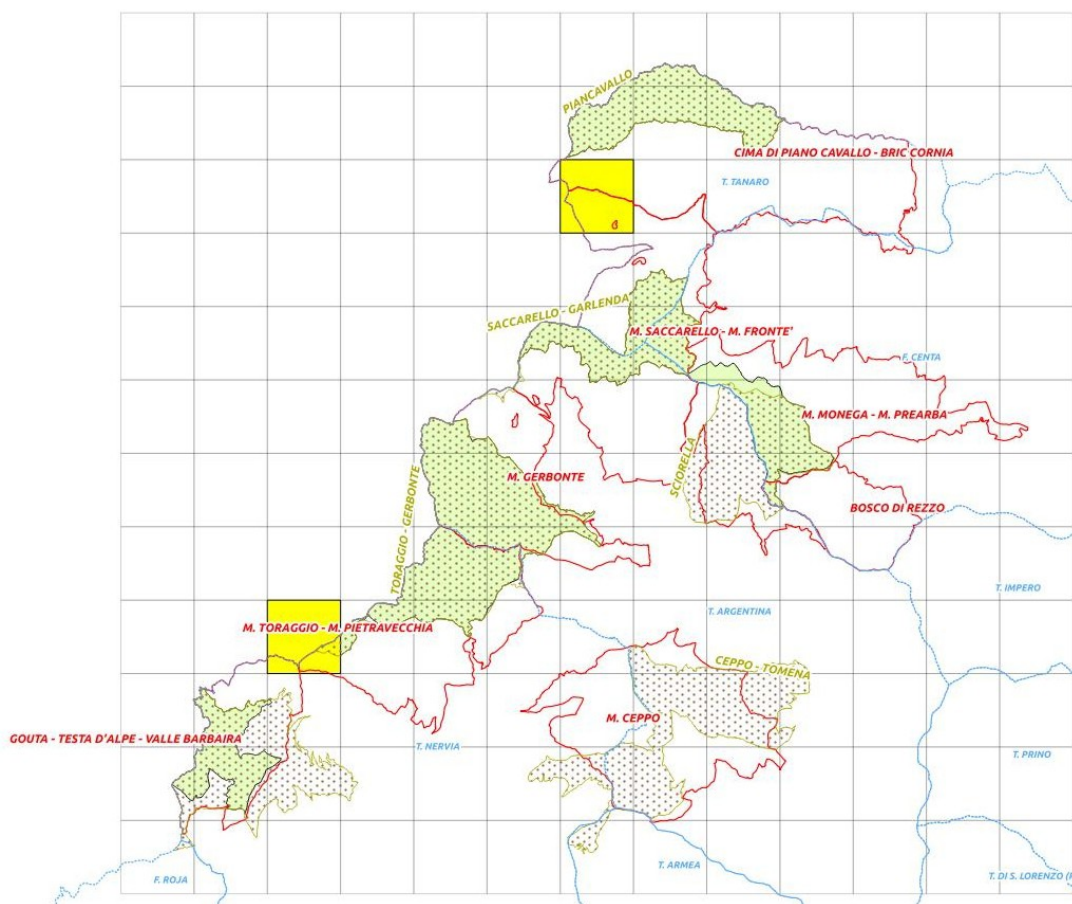 PIANCAVALLO
CIMA DI PIANO CAVALLO - BRIC CORNIA
T. TANARO
SACCARELLO - GARLENDA
M. SACCARELLO - M. FRONTE'
F. CENTA
M. MONEGA - M. PREARBA
SCIORELLA
M. GERBONTE
BOSCO DI REZZO
TORAGGIO - GERBONTE
T. IMPERO
T. ARGENTINA
M. TORAGGIO - M. PIETRAVECCHIA
CEPPO - TOMENA
M. CEPPO
GOUTA - TESTA D'ALPE - VALLE BARBAIRA
T. NERVIA
T. PRINO
T. ARMEA
F. ROJA
T. DI S. LORENZO (